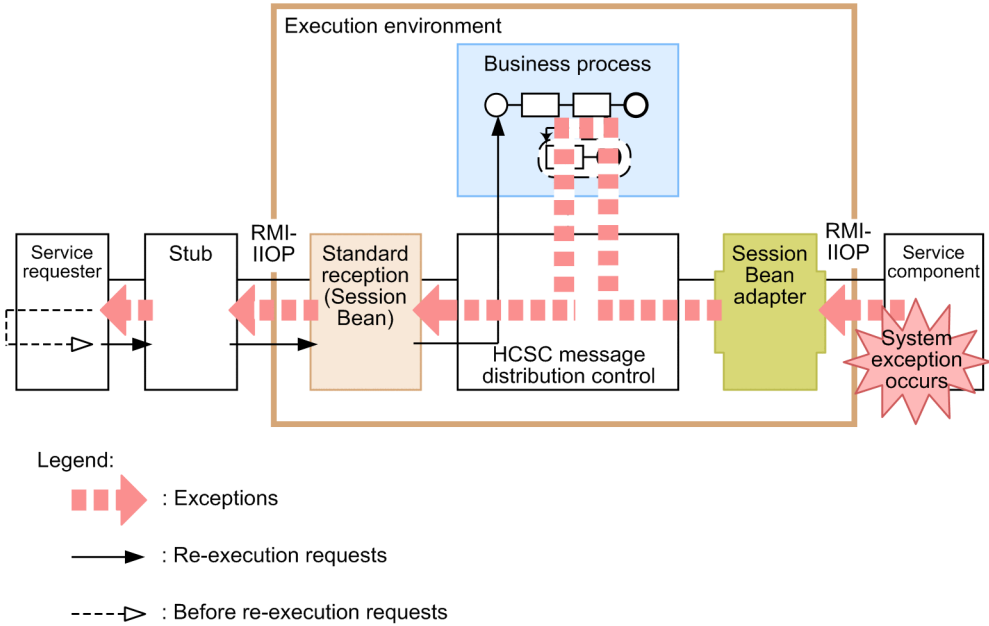 Execution environment
Business process
Service
requester
Stub
RMI-
IIOP
Standard
reception
(Session
Bean)
HCSC message
distribution control
Session
Bean
adapter
RMI-
IIOP
Service
component
System
exception
occurs
Legend:
: Exceptions
: Re-execution requests
: Before re-execution requests